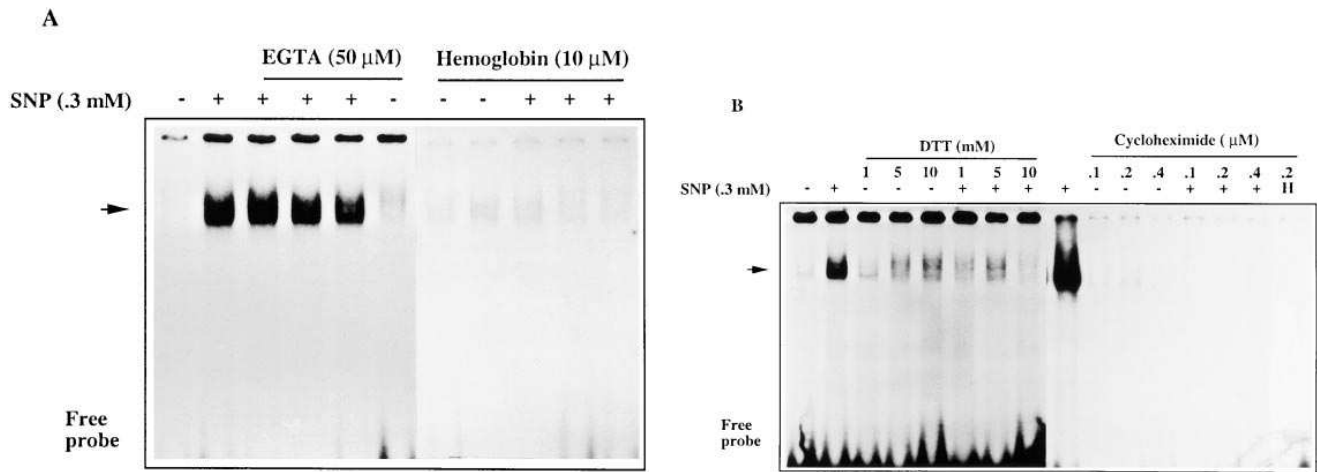 A
EGTA (50 µM) Hemoglobin (10 µM)
SNP (.3 mM) - + + + + - - - + + +
Free
probe
B
DTT (mM) Cycloheximide ( µM)
1 5 10 1 5 10 .1 .2 .4 .1 .2 .4 .2
SNP (.3 mM) - + - - - + + + + - - - + + + H
Free
probe